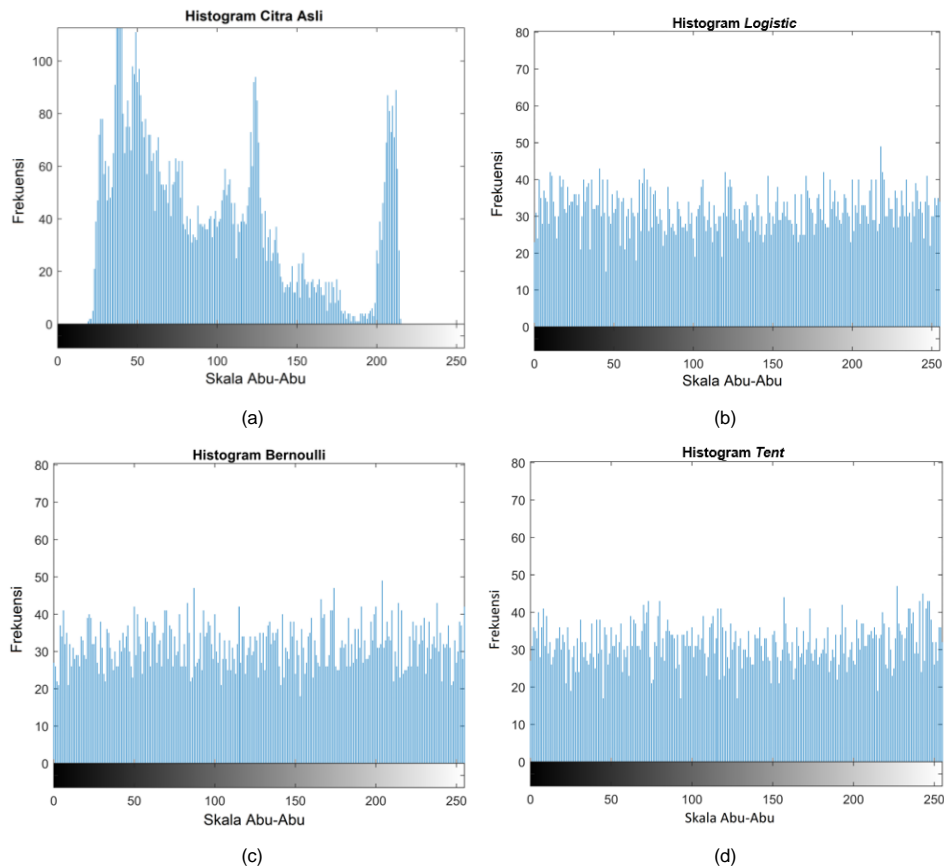 Histogram Citra Asli
Frekuensi
100
80
60
40
20
0
0 50 100 150 200 250
Skala Abu-Abu
(a)
Histogram Logistic
Frekuensi
80
70
60
50
40
30
20
10
0
0 50 100 150 200 250
Skala Abu-Abu
(b)
Histogram Bernoulli
Frekuensi
80
70
60
50
40
30
20
10
0
0 50 100 150 200 250
Skala Abu-Abu
(c)
Histogram Tent
Frekuensi
80
70
60
50
40
30
20
10
0
0 50 100 150 200 250
Skala Abu-Abu
(d)